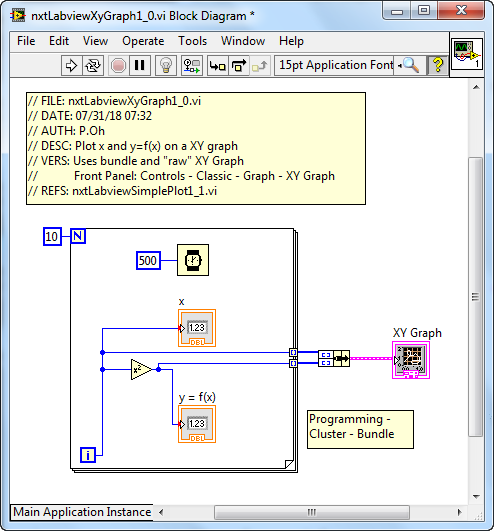 nxtLabviewXyGraph1_0.vi Block Diagram *
File Edit View Operate Tools Window Help
15pt Application Font
1
// FILE: nxtLabviewXyGraph1_0.vi
// DATE: 07/31/18 07:32
// AUTH: P.Oh
// DESC: Plot x and y=f(x) on a XY graph
// VERS: Uses bundle and "raw" XY Graph
// Front Panel: Controls - Classic - Graph - XY Graph
// REFS: nxtLabviewSimplePlot1_1.vi
10 N
500
x
1.23
DBL
XY Graph
x²
y = f(x)
1.23
DBL
Programming -
Cluster - Bundle
i
Main Application Instance